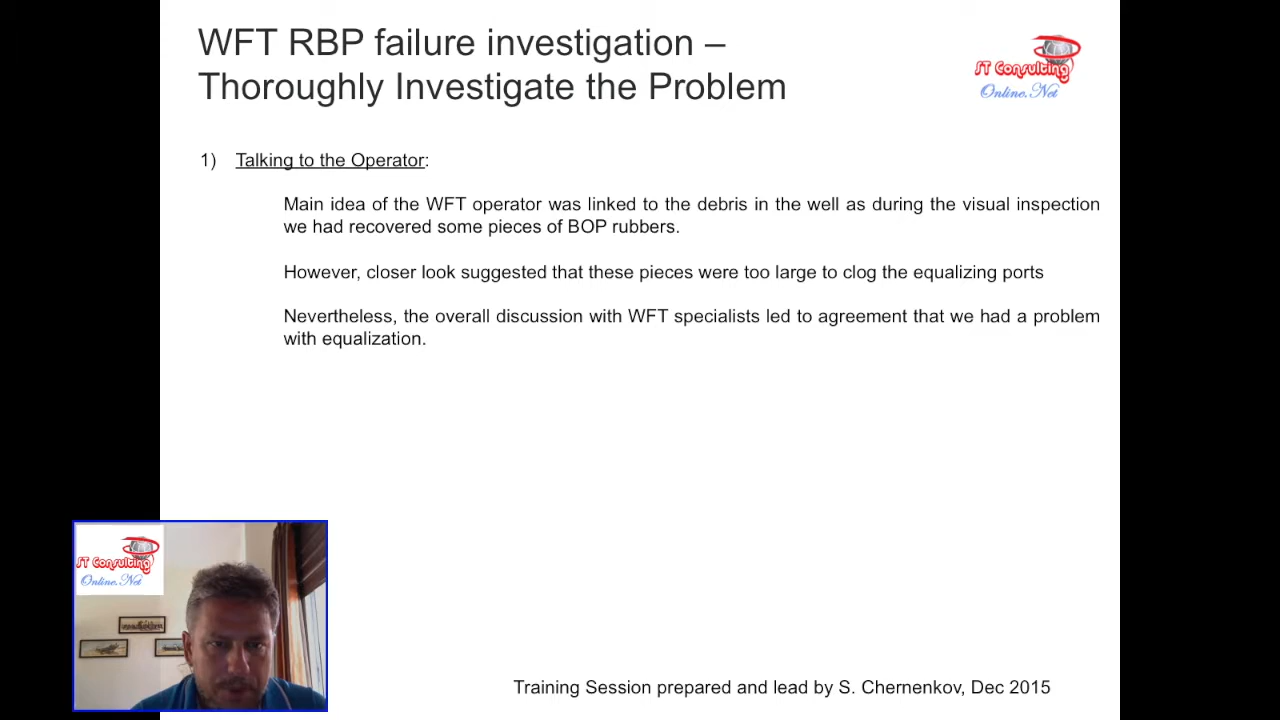 WFT RBP failure investigation –
Thoroughly Investigate the Problem
ST Consulting
Online.Net
1) Talking to the Operator:
Main idea of the WFT operator was linked to the debris in the well as during the visual inspection
we had recovered some pieces of BOP rubbers.
However, closer look suggested that these pieces were too large to clog the equalizing ports
Nevertheless, the overall discussion with WFT specialists led to agreement that we had a problem
with equalization.
ST Consulting
Online.Net
Training Session prepared and lead by S. Chernenkov, Dec 2015